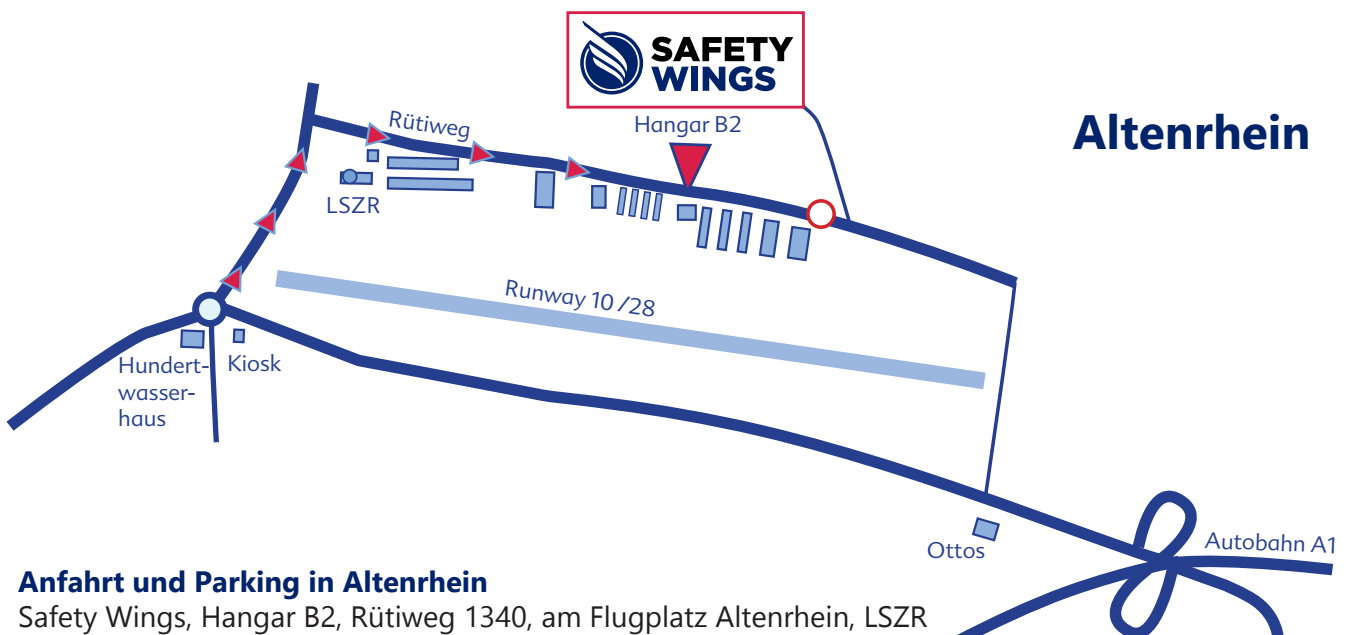 SAFETY
WINGS
Altenrhein
Hangar B2
Rütiweg
LSZR
Runway 10/28
Hundert-
wasser-
haus
Kiosk
Ottos
Autobahn A1
Anfahrt und Parking in Altenrhein
Safety Wings, Hangar B2, Rütiweg 1340, am Flugplatz Altenrhein, LSZR